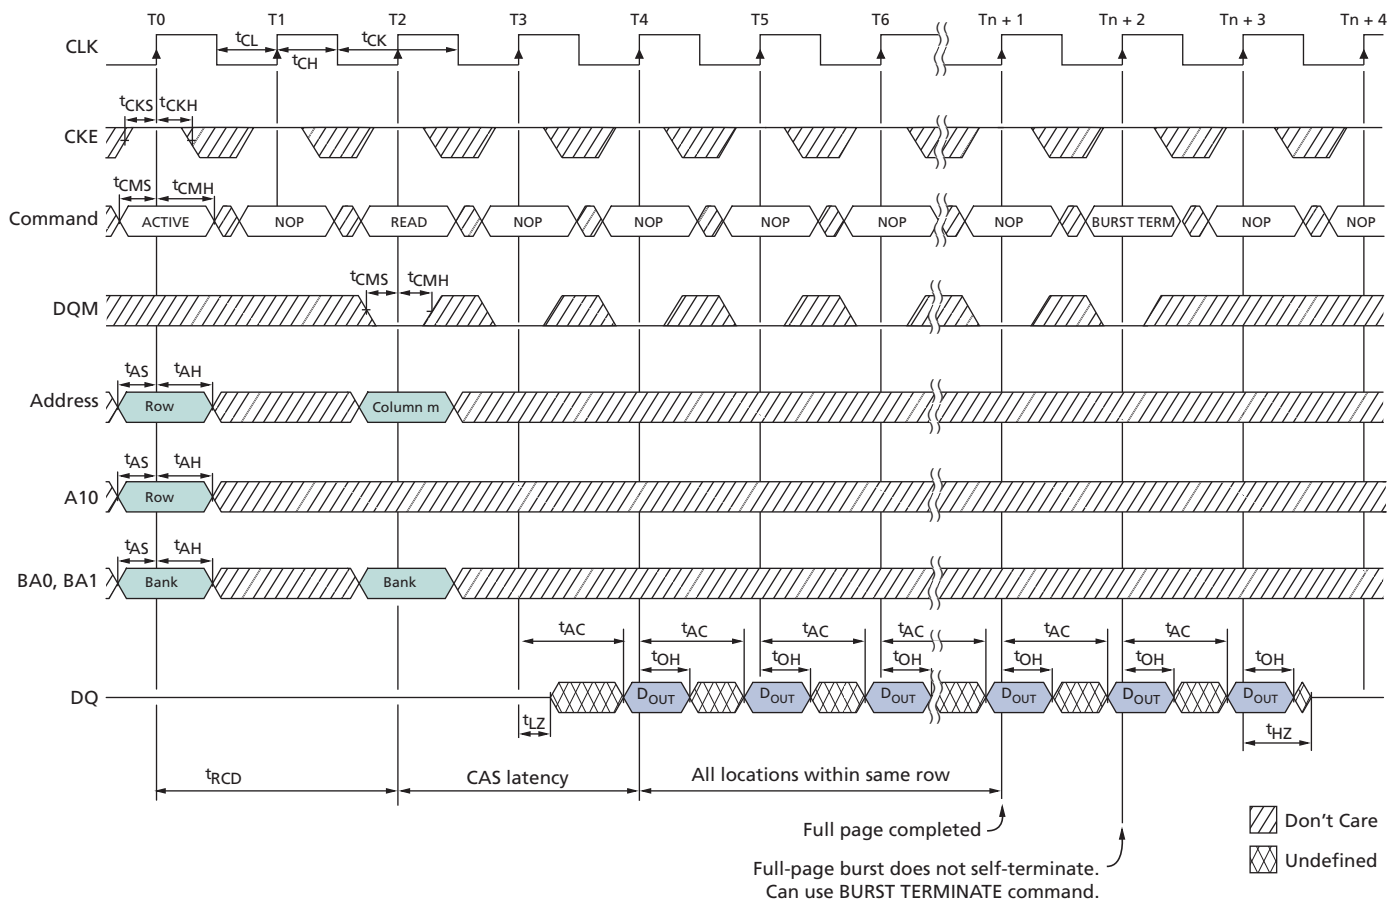 T0 T1 T2 T3 T4 T5 T6 Tn + 1 Tn + 2 Tn + 3 Tn + 4
CLK
tCL tCK
tCH
tCKS tCKH
CKE
tCMS tCMH
Command ACTIVE NOP READ NOP NOP NOP NOP NOP BURST TERM NOP NOP
tCMS tCMH
DQM
tAS tAH
Address Row Column m
tAS tAH
A10 Row
tAS tAH
BA0, BA1 Bank Bank
tAC tAC tAC tAC tAC tAC
tOH tOH tOH tOH tOH tOH
DQ DOUT DOUT DOUT DOUT DOUT DOUT
tLZ tHZ
tRCD CAS latency All locations within same row
Full page completed
Don't Care
Full-page burst does not self-terminate.
Can use BURST TERMINATE command.
Undefined